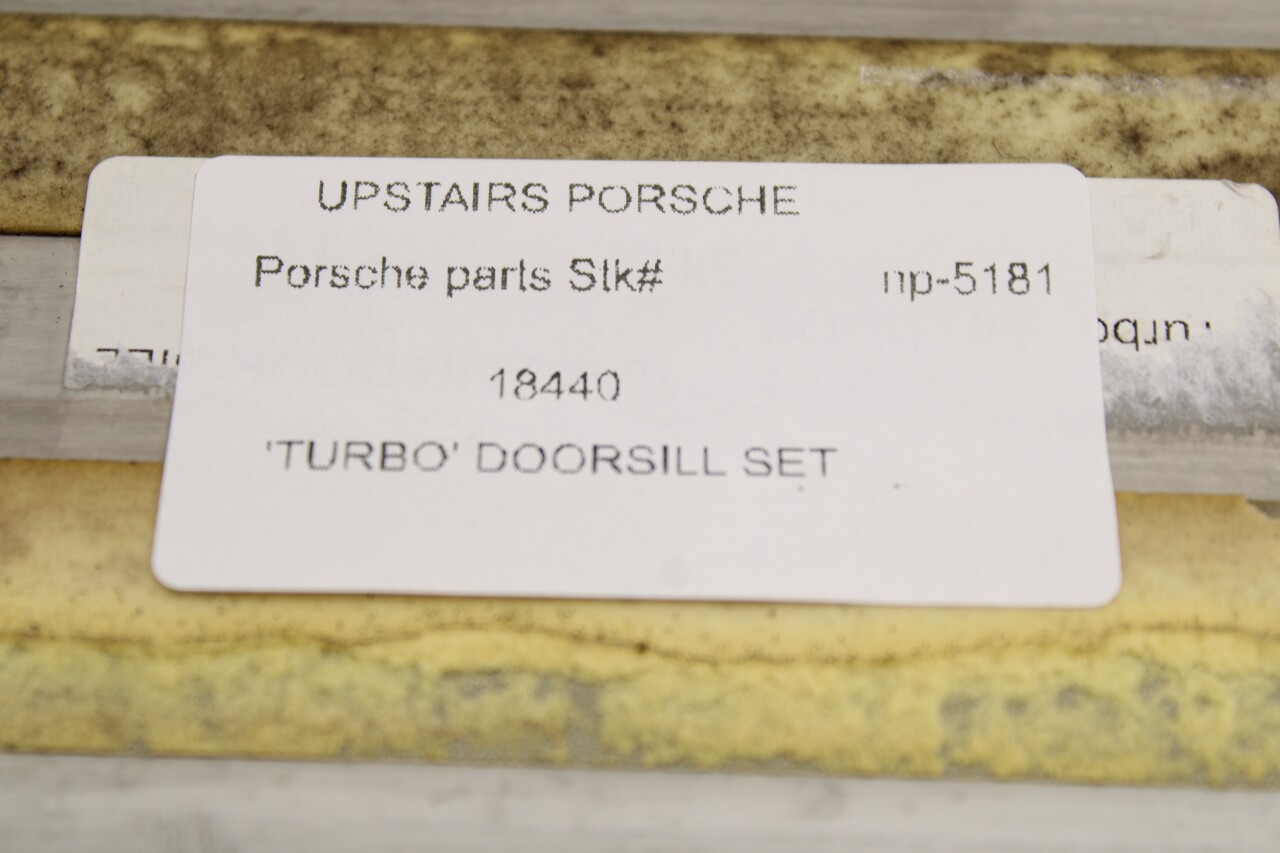 UPSTAIRS PORSCHE
Porsche parts Stk# np-5181
18440
'TURBO' DOORSILL SET